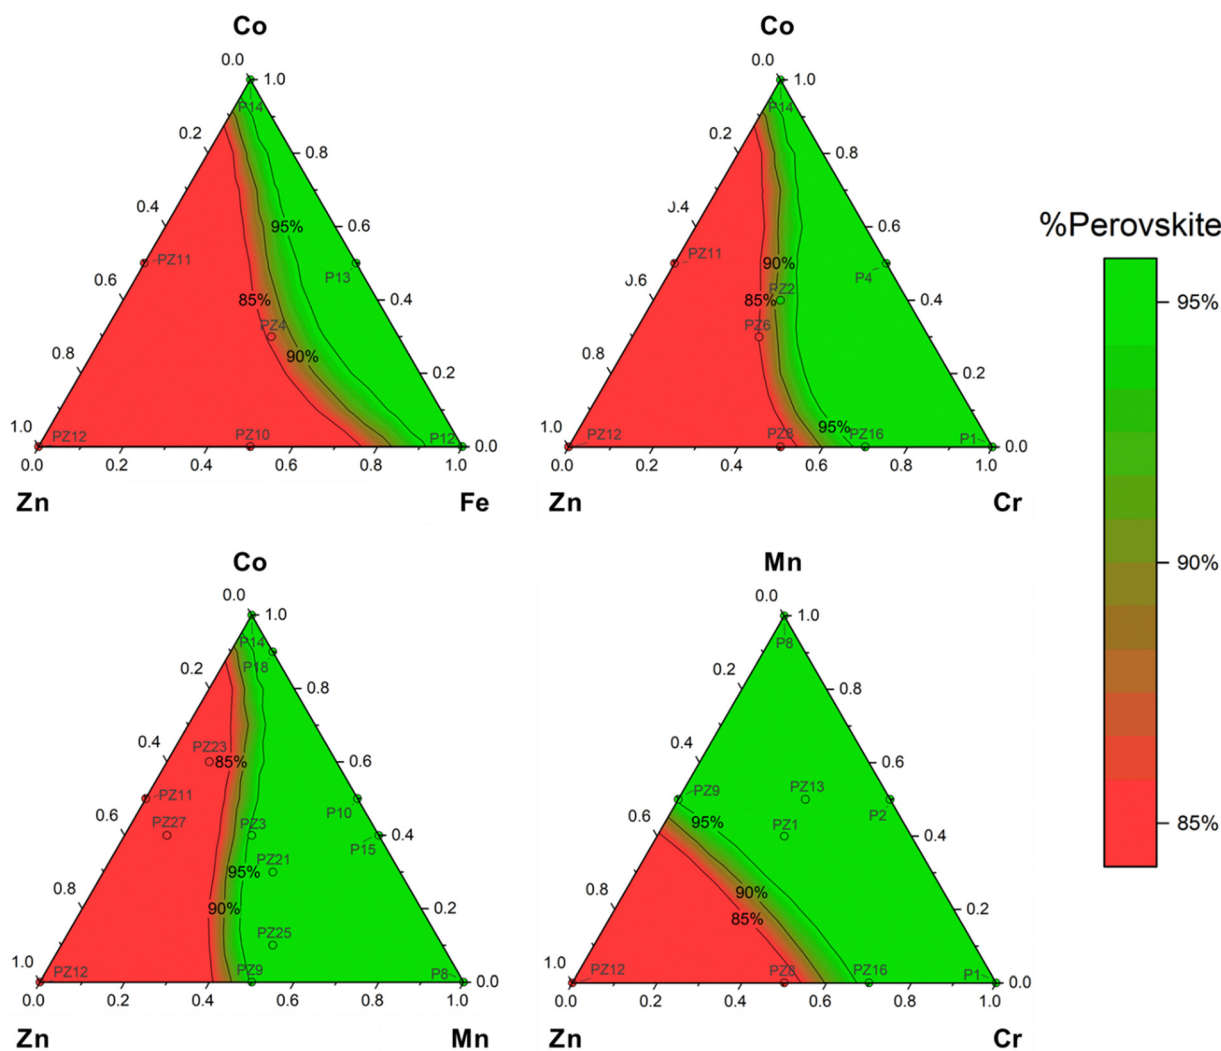 Co
0.0
1.0
P14
0.2
0.8
0.4
95%
0.6
PZ11
P13
0.6
85%
0.4
PZ4
0.8
90%
0.2
1.0
PZ12
PZ10
P12
0.0
0.0
0.2
0.4
0.6
0.8
1.0
Zn
Fe
Co
0.0
1.0
P14
0.2
0.8
0.4
0.6
PZ11
90%
P4
0.6
PZ2
85%
0.4
PZ6
0.8
0.2
95%
1.0
PZ12
PZ8
PZ16
P1
0.0
0.0
0.2
0.4
0.6
0.8
1.0
Zn
Cr
%Perovskite
95%
90%
85%
Co
0.0
1.0
P14
0.2
P18
0.8
0.4
PZ23
85%
0.6
PZ11
P10
0.6
PZ27
PZ3
0.4
P15
PZ21
95%
0.8
90%
0.2
PZ25
1.0
PZ12
PZ9
P8
0.0
0.0
0.2
0.4
0.6
0.8
1.0
Zn
Mn
Mn
0.0
1.0
P8
0.8
0.4
0.6
PZ9
PZ13
P2
0.6
95%
PZ1
0.4
0.8
90%
85%
0.2
1.0
PZ12
PZ8
PZ16
P1
0.0
0.0
0.2
0.4
0.6
0.8
1.0
Zn
Cr